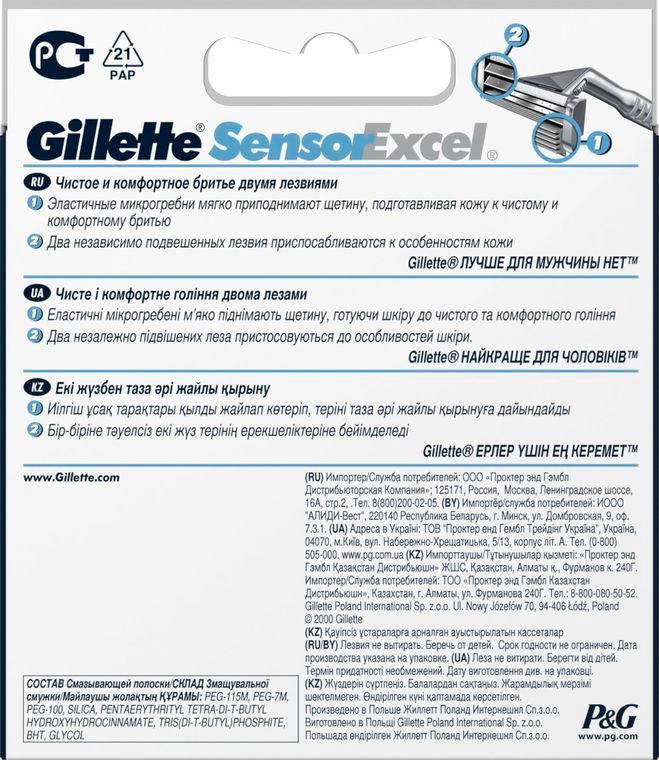 РСТ
21
PAP
2
1
Gillette® SensorExcel®
RU Чистое и комфортное бритье двумя лезвиями
1 Эластичные микрогребни мягко приподнимают щетину, подготавливая кожу к чистому и
комфортному бритью
2 Два независимо подвешенных лезвия приспосабливаются к особенностям кожи
Gillette® ЛУЧШЕ ДЛЯ МУЖЧИНЫ НЕТ™
UA Чисте і комфортне гоління двома лезами
1 Еластичні мікрогребені м'яко піднімають щетину, готуючи шкіру до чистого та комфортного гоління
2 Два незалежно підвішених леза пристосовуються до особливостей шкіри.
Gillette® НАЙКРАЩЕ ДЛЯ ЧОЛОВІКІВ™
KZ Екі жүзбен таза әрі жайлы қырыну
1 Иілгіш ұсақ тарақтары қылды жайлап көтеріп, теріні таза әрі жайлы қырынуға дайындайды
2 Бір-біріне тәуелсіз екі жүз терінің ерекшеліктеріне бейімделеді
Gillette® ЕРЛЕР ҮШІН ЕҢ КЕРЕМЕТ™
www.Gillette.com
(RU) Импортер/Служба потребителей: ООО «Проктер энд Гэмбл
Дистрибьюторская Компания»; 125171, Россия, Москва, Ленинградское шоссе,
16А, стр.2, .Тел. 8(800)200-02-05. (BY) Импортёр/служба потребителей: ИООО
"АЛИДИ-Вест", 220140 Республика Беларусь, г. Минск, ул. Домбровская, 9, оф.
7.3.1. (UA) Адреса в Україні: ТОВ "Проктер енд Гембл Трейдінг Україна", Україна,
04070, м.Київ, вул. Набережно-Хрещатицька, 5/13, корпус літ. А. Тел. (0-800)
505-000. www.pg.com.ua (KZ) Импорттаушы/Тұтынушылар қызметі: «Проктер энд
Гэмбл Қазақстан Дистрибьюшн» ЖШС, Қазақстан, Алматы қ., Фурманов к. 240Г.
Импортер/Служба потребителей: ТОО «Проктер энд Гэмбл Казахстан
Дистрибьюшн», Казахстан, г. Алматы, ул. Фурманова 240Г. Тел.: 8-800-080-50-52.
Gillette Poland International Sp. z.o.o. Ul. Nowy Józefów 70, 94-406 Łódź, Poland
© 2000 Gillette
(KZ) Қауіпсіз ұстараларға арналған ауыстырылатын кассеталар
(RU/BY) Лезвия не вытирать. Беречь от детей. Срок годности не ограничен. Дата
производства указана на упаковке. (UA) Леза не витирати. Берегти від дітей.
Термін придатності необмежений. Дату виготовлення див. на упаковці.
(KZ) Жүздерін сүртпеңіз. Балалардан сақтаңыз. Жарамдылық мерзімі
шектелмеген. Өндірілген күні қаптамада көрсетілген.
Произведено в Польше Жиллетт Поланд Интернешнл Сп.з.о.о.
Виготовлено в Польщі Gillette Poland International Sp. z.o.o.
Польшада өндірілген Жиллетт Поланд Интернешнл Сп.з.о.о.
СОСТАВ Смазывающей полоски/СКЛАД Змащувальної
смужки/Майлаушы жолақтың ҚҰРАМЫ: PEG-115M, PEG-7M,
PEG-100, SILICA, PENTAERYTHRITYL TETRA-DI-T-BUTYL
HYDROXYHYDROCINNAMATE, TRIS(DI-T-BUTYL)PHOSPHITE,
BHT, GLYCOL
P&G
www.pg.com